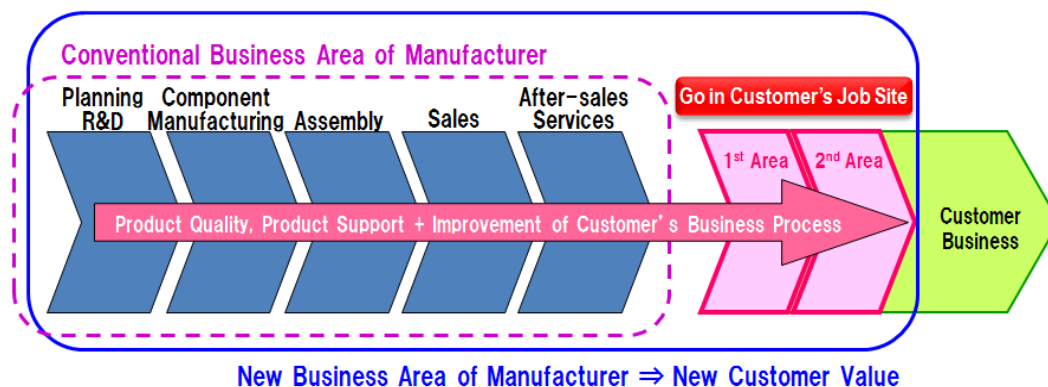 Conventional Business Area of Manufacturer
Planning
R&D
Component
Manufacturing
Assembly
Sales
After-sales
Services
Go in Customer's Job Site
1st Area
2nd Area
Product Quality, Product Support + Improvement of Customer's Business Process
Customer
Business
New Business Area of Manufacturer ⇒ New Customer Value